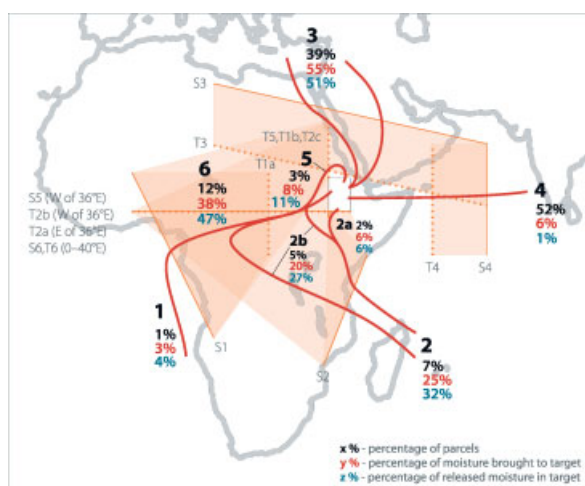 3
39%
55%
51%
S3
T3
T5,T1b,T2c
T1a
5
3%
8%
11%
6
12%
38%
47%
4
52%
6%
1%
S5 (W of 36°E)
T2b (W of 36°E)
T2a (E of 36°E)
S6,T6 (0–40°E)
2a 2%
6%
6%
2b
5%
20%
27%
T4
S4
1
1%
3%
4%
S1
S2
2
7%
25%
32%
x % - percentage of parcels
y % - percentage of moisture brought to target
z % - percentage of released moisture in target